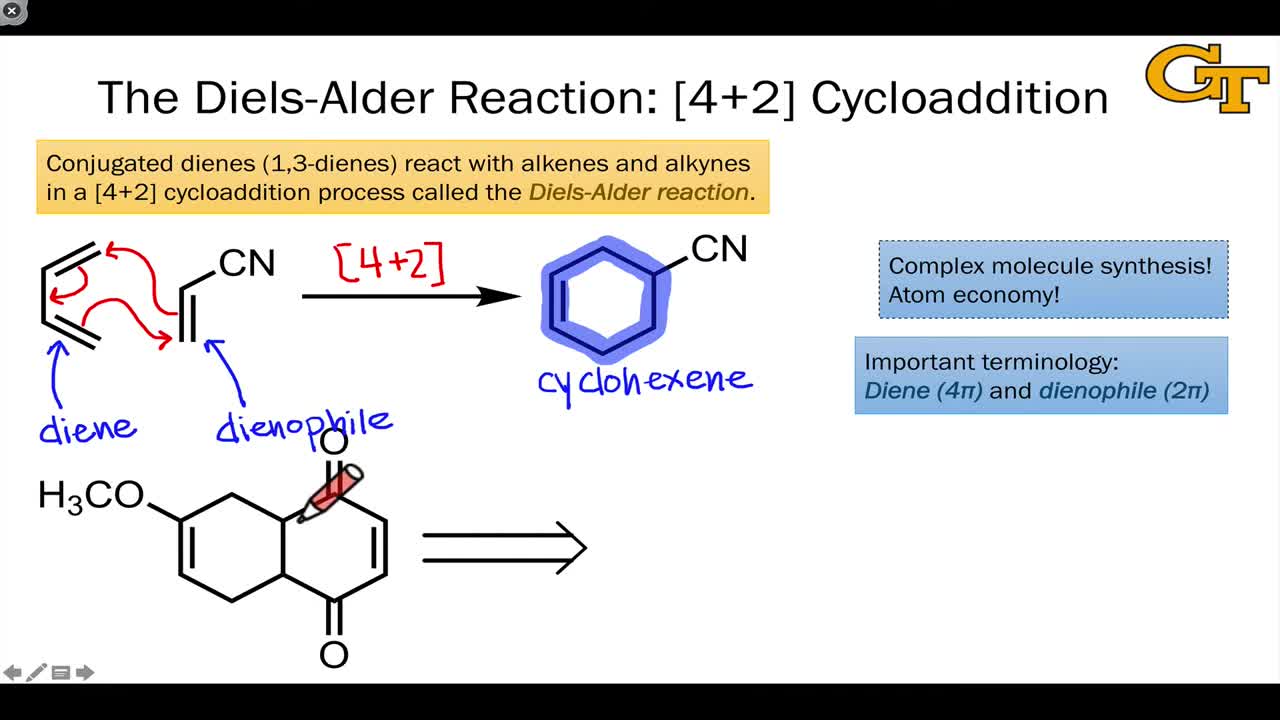 The Diels-Alder Reaction: [4+2] Cycloaddition
GT
Conjugated dienes (1,3-dienes) react with alkenes and alkynes
in a [4+2] cycloaddition process called the Diels-Alder reaction.
CN
[4+2]
CN
Complex molecule synthesis!
Atom economy!
cyclohexene
Important terminology:
Diene (4π) and dienophile (2π)
diene
dienophile
O
H₃CO
O